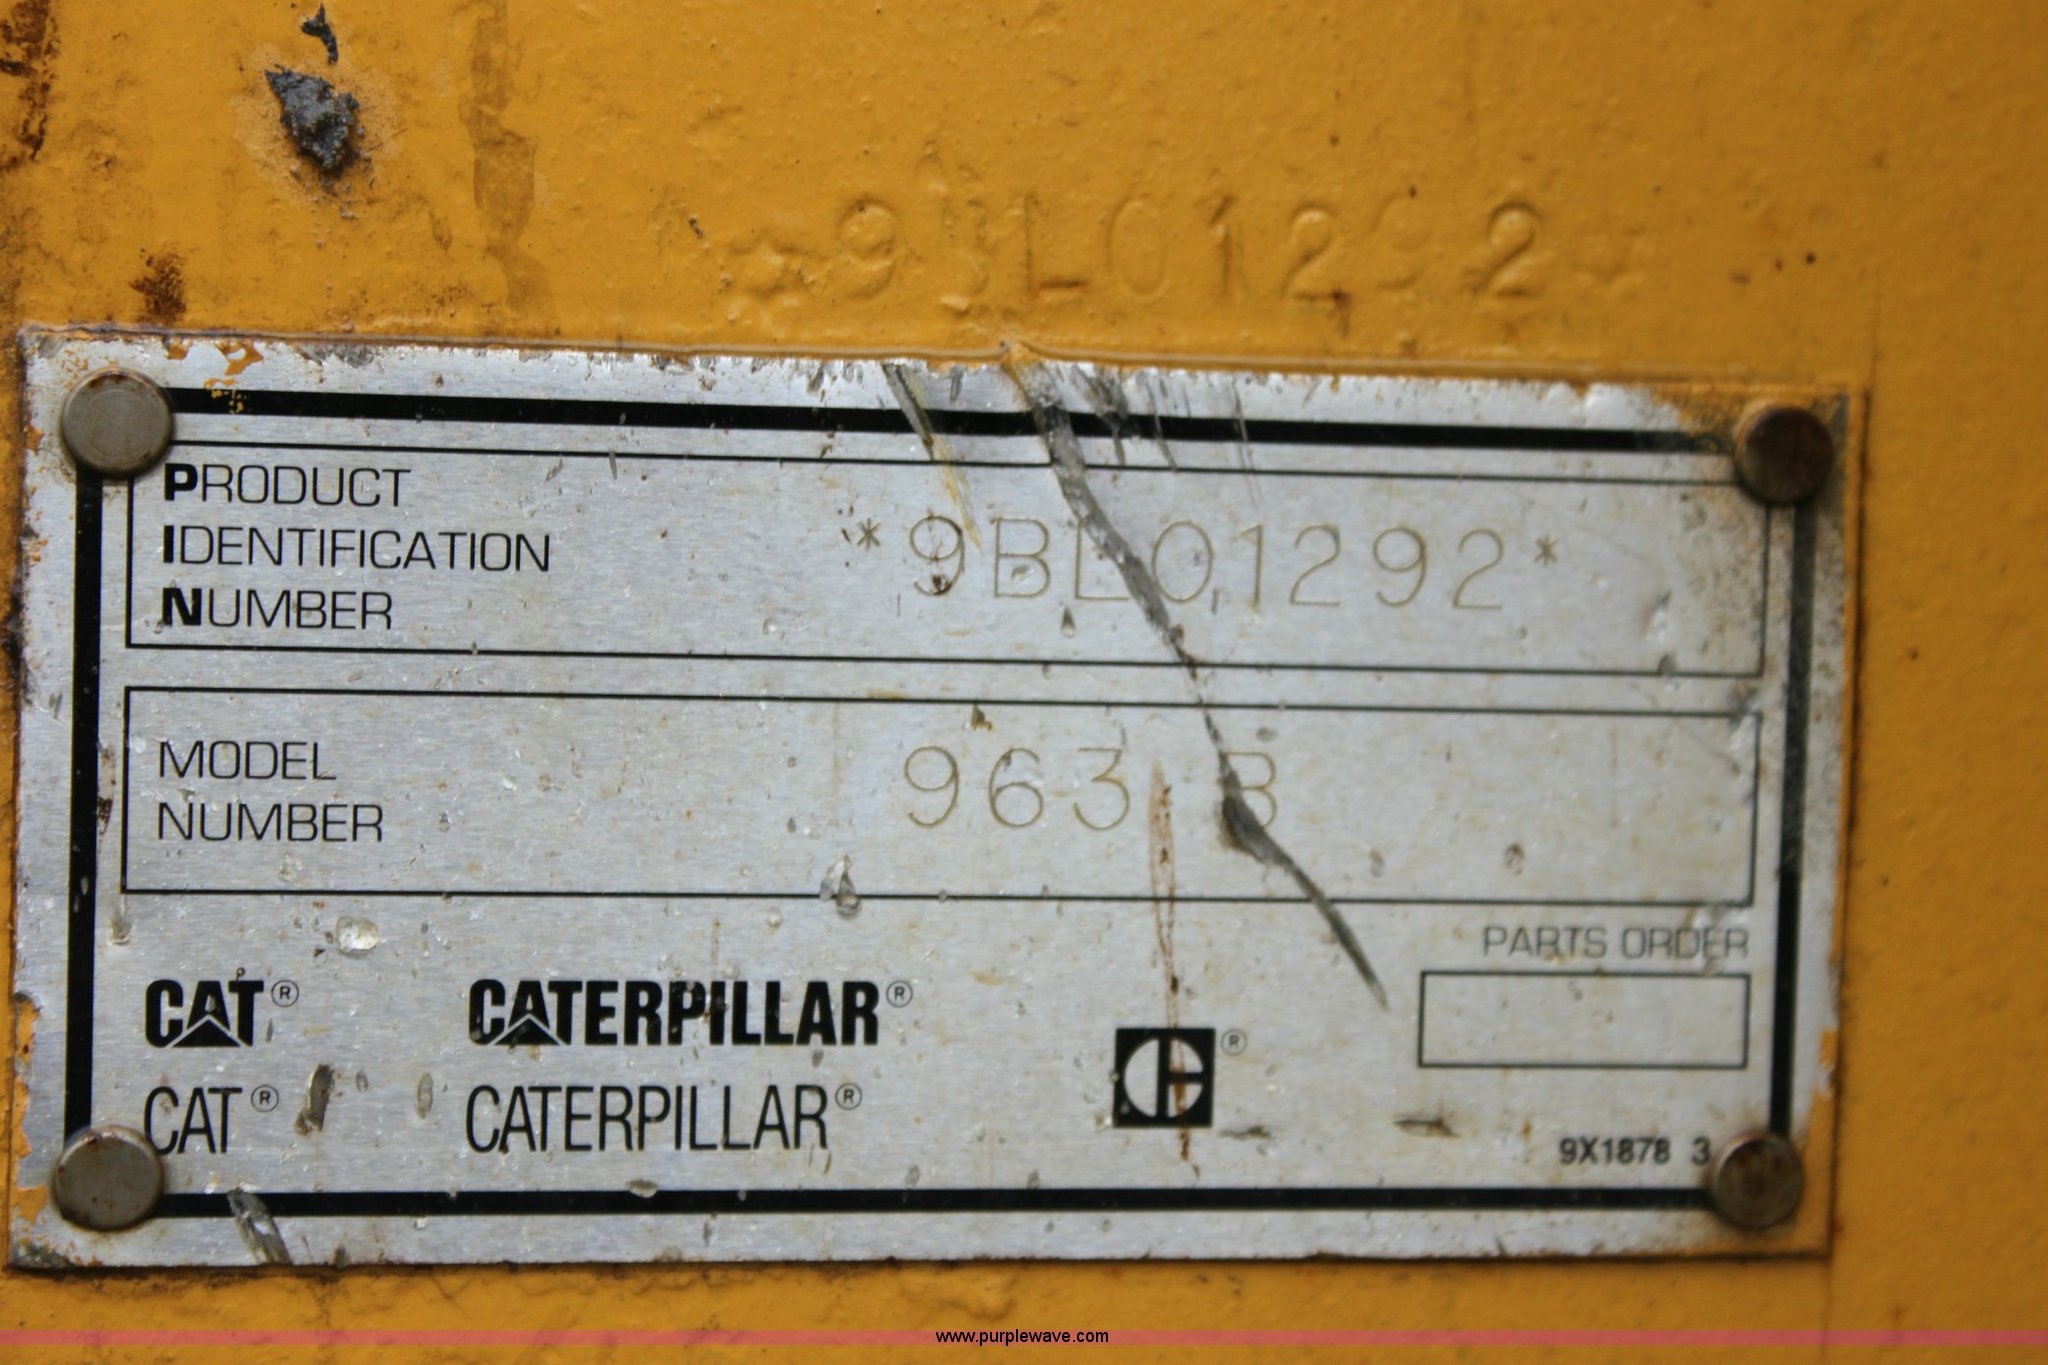 *9BL01292*
PRODUCT
IDENTIFICATION
NUMBER
*9BL01292*
MODEL
NUMBER
963 B
PARTS ORDER
CAT® CATERPILLAR®
®
CAT® CATERPILLAR®
9X1878 3
www.purplewave.com